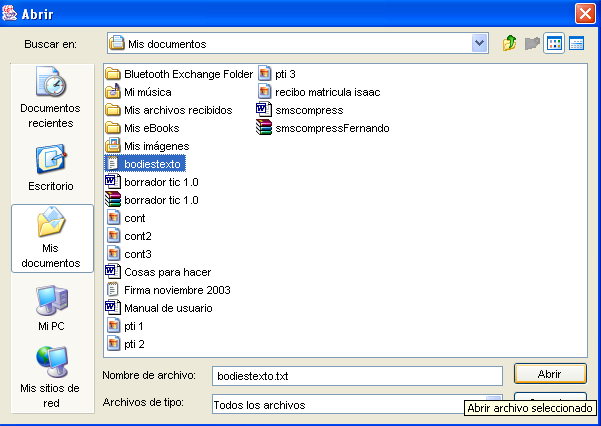 Abrir
Buscar en:
Mis documentos
Documentos
recientes
Escritorio
Mis
documentos
Mi PC
Mis sitios de
red
Bluetooth Exchange Folder
Mi música
Mis archivos recibidos
Mis eBooks
Mis imágenes
bodiestexto
borrador tic 1.0
borrador tic 1.0
cont
cont2
cont3
Cosas para hacer
Firma noviembre 2003
Manual de usuario
pti 1
pti 2
pti 3
recibo matricula isaac
smscompress
smscompressFernando
Nombre de archivo:
bodiestexto.txt
Abrir
Archivos de tipo:
Todos los archivos
Abrir archivo seleccionado